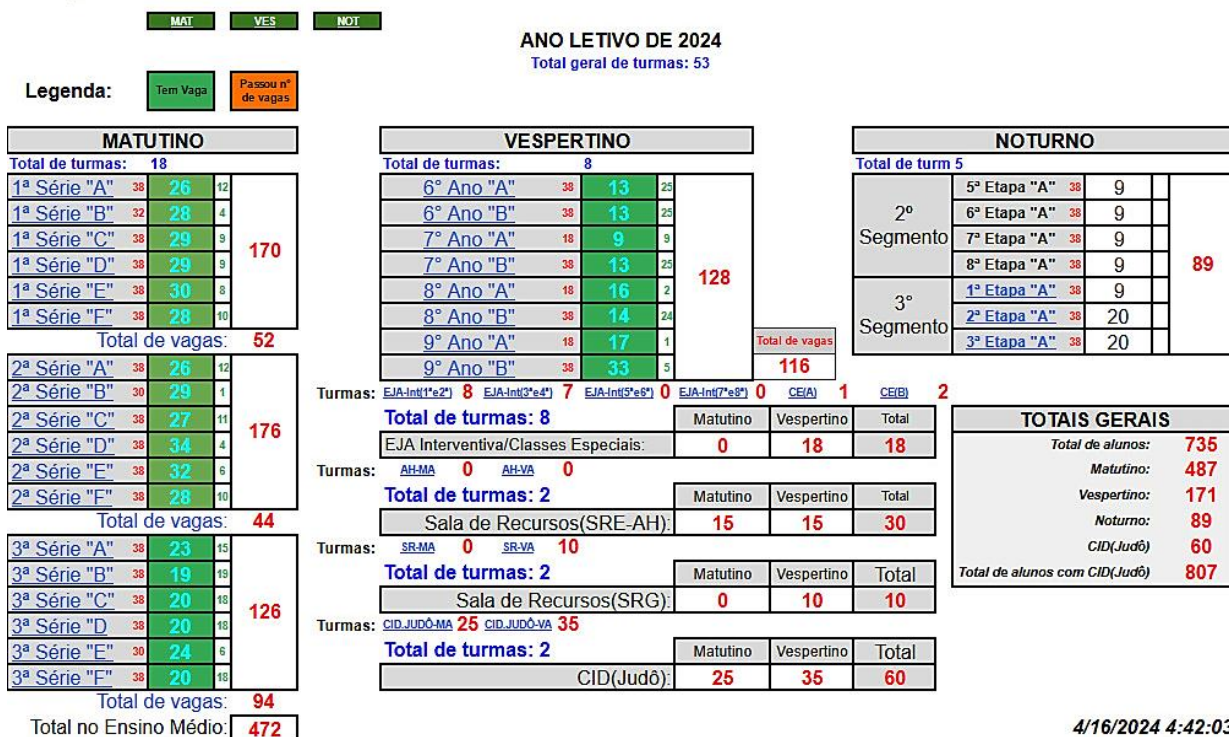 MAT VES NOT
ANO LETIVO DE 2024
Total geral de turmas: 53
Legenda: Tem Vaga Passou nº de vagas
MATUTINO
Total de turmas: 18
1ª Série "A" 38 26 12
1ª Série "B" 32 28 4
1ª Série "C" 38 29 9
1ª Série "D" 38 29 9
1ª Série "E" 38 30 8
1ª Série "F" 38 28 10
170
Total de vagas: 52
2ª Série "A" 38 26 12
2ª Série "B" 30 29 1
2ª Série "C" 38 27 11
2ª Série "D" 38 34 4
2ª Série "E" 38 32 6
2ª Série "F" 38 28 10
176
Total de vagas: 44
3ª Série "A" 38 23 15
3ª Série "B" 38 19 19
3ª Série "C" 38 20 18
3ª Série "D 38 20 18
3ª Série "E" 30 24 6
3ª Série "F" 38 20 18
126
Total de vagas: 94
Total no Ensino Médio: 472
VESPERTINO
Total de turmas: 8
6° Ano "A" 38 13 25
6° Ano "B" 38 13 25
7° Ano "A" 18 9 9
7° Ano "B" 38 13 25
8° Ano "A" 18 16 2
8° Ano "B" 38 14 24
9° Ano "A" 18 17 1
9° Ano "B" 38 33 5
128
Total de vagas
116
Turmas: EJA-Int(1ªe2ª) 8 EJA-Int(3ªe4ª) 7 EJA-Int(5ªe6ª) 0 EJA-Int(7ªe8ª) 0 CE(A) 1 CE(B) 2
Total de turmas: 8 Matutino Vespertino Total
EJA Interventiva/Classes Especiais: 0 18 18
Turmas: AH-MA 0 AH-VA 0
Total de turmas: 2 Matutino Vespertino Total
Sala de Recursos(SRE-AH): 15 15 30
Turmas: SR-MA 0 SR-VA 10
Total de turmas: 2 Matutino Vespertino Total
Sala de Recursos(SRG): 0 10 10
Turmas: CID.JUDÔ-MA 25 CID.JUDÔ-VA 35
Total de turmas: 2 Matutino Vespertino Total
CID(Judô): 25 35 60
NOTURNO
Total de turm 5
2º Segmento
5ª Etapa "A" 38 9
6ª Etapa "A" 38 9
7ª Etapa "A" 38 9
8ª Etapa "A" 38 9
3° Segmento
1ª Etapa "A" 38 9
2ª Etapa "A" 38 20
3ª Etapa "A" 38 20
89
TOTAIS GERAIS
Total de alunos: 735
Matutino: 487
Vespertino: 171
Noturno: 89
CID(Judô) 60
Total de alunos com CID(Judô) 807
4/16/2024 4:42:03